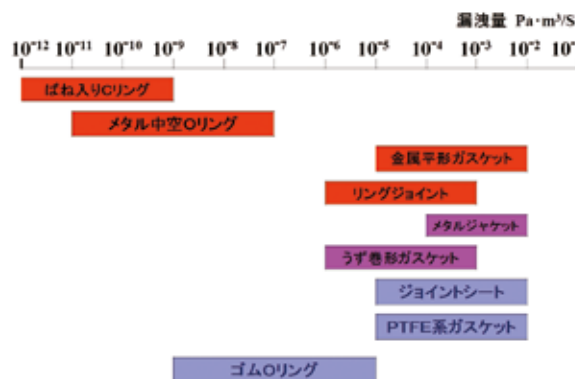 漏洩量 Pa·m³/S
10⁻¹² 10⁻¹¹ 10⁻¹⁰ 10⁻⁹ 10⁻⁸ 10⁻⁷ 10⁻⁶ 10⁻⁵ 10⁻⁴ 10⁻³ 10⁻² 10⁻
ばね入りCリング
メタル中空Oリング
金属平形ガスケット
リングジョイント
メタルジャケット
うず巻形ガスケット
ジョイントシート
PTFE系ガスケット
ゴムOリング